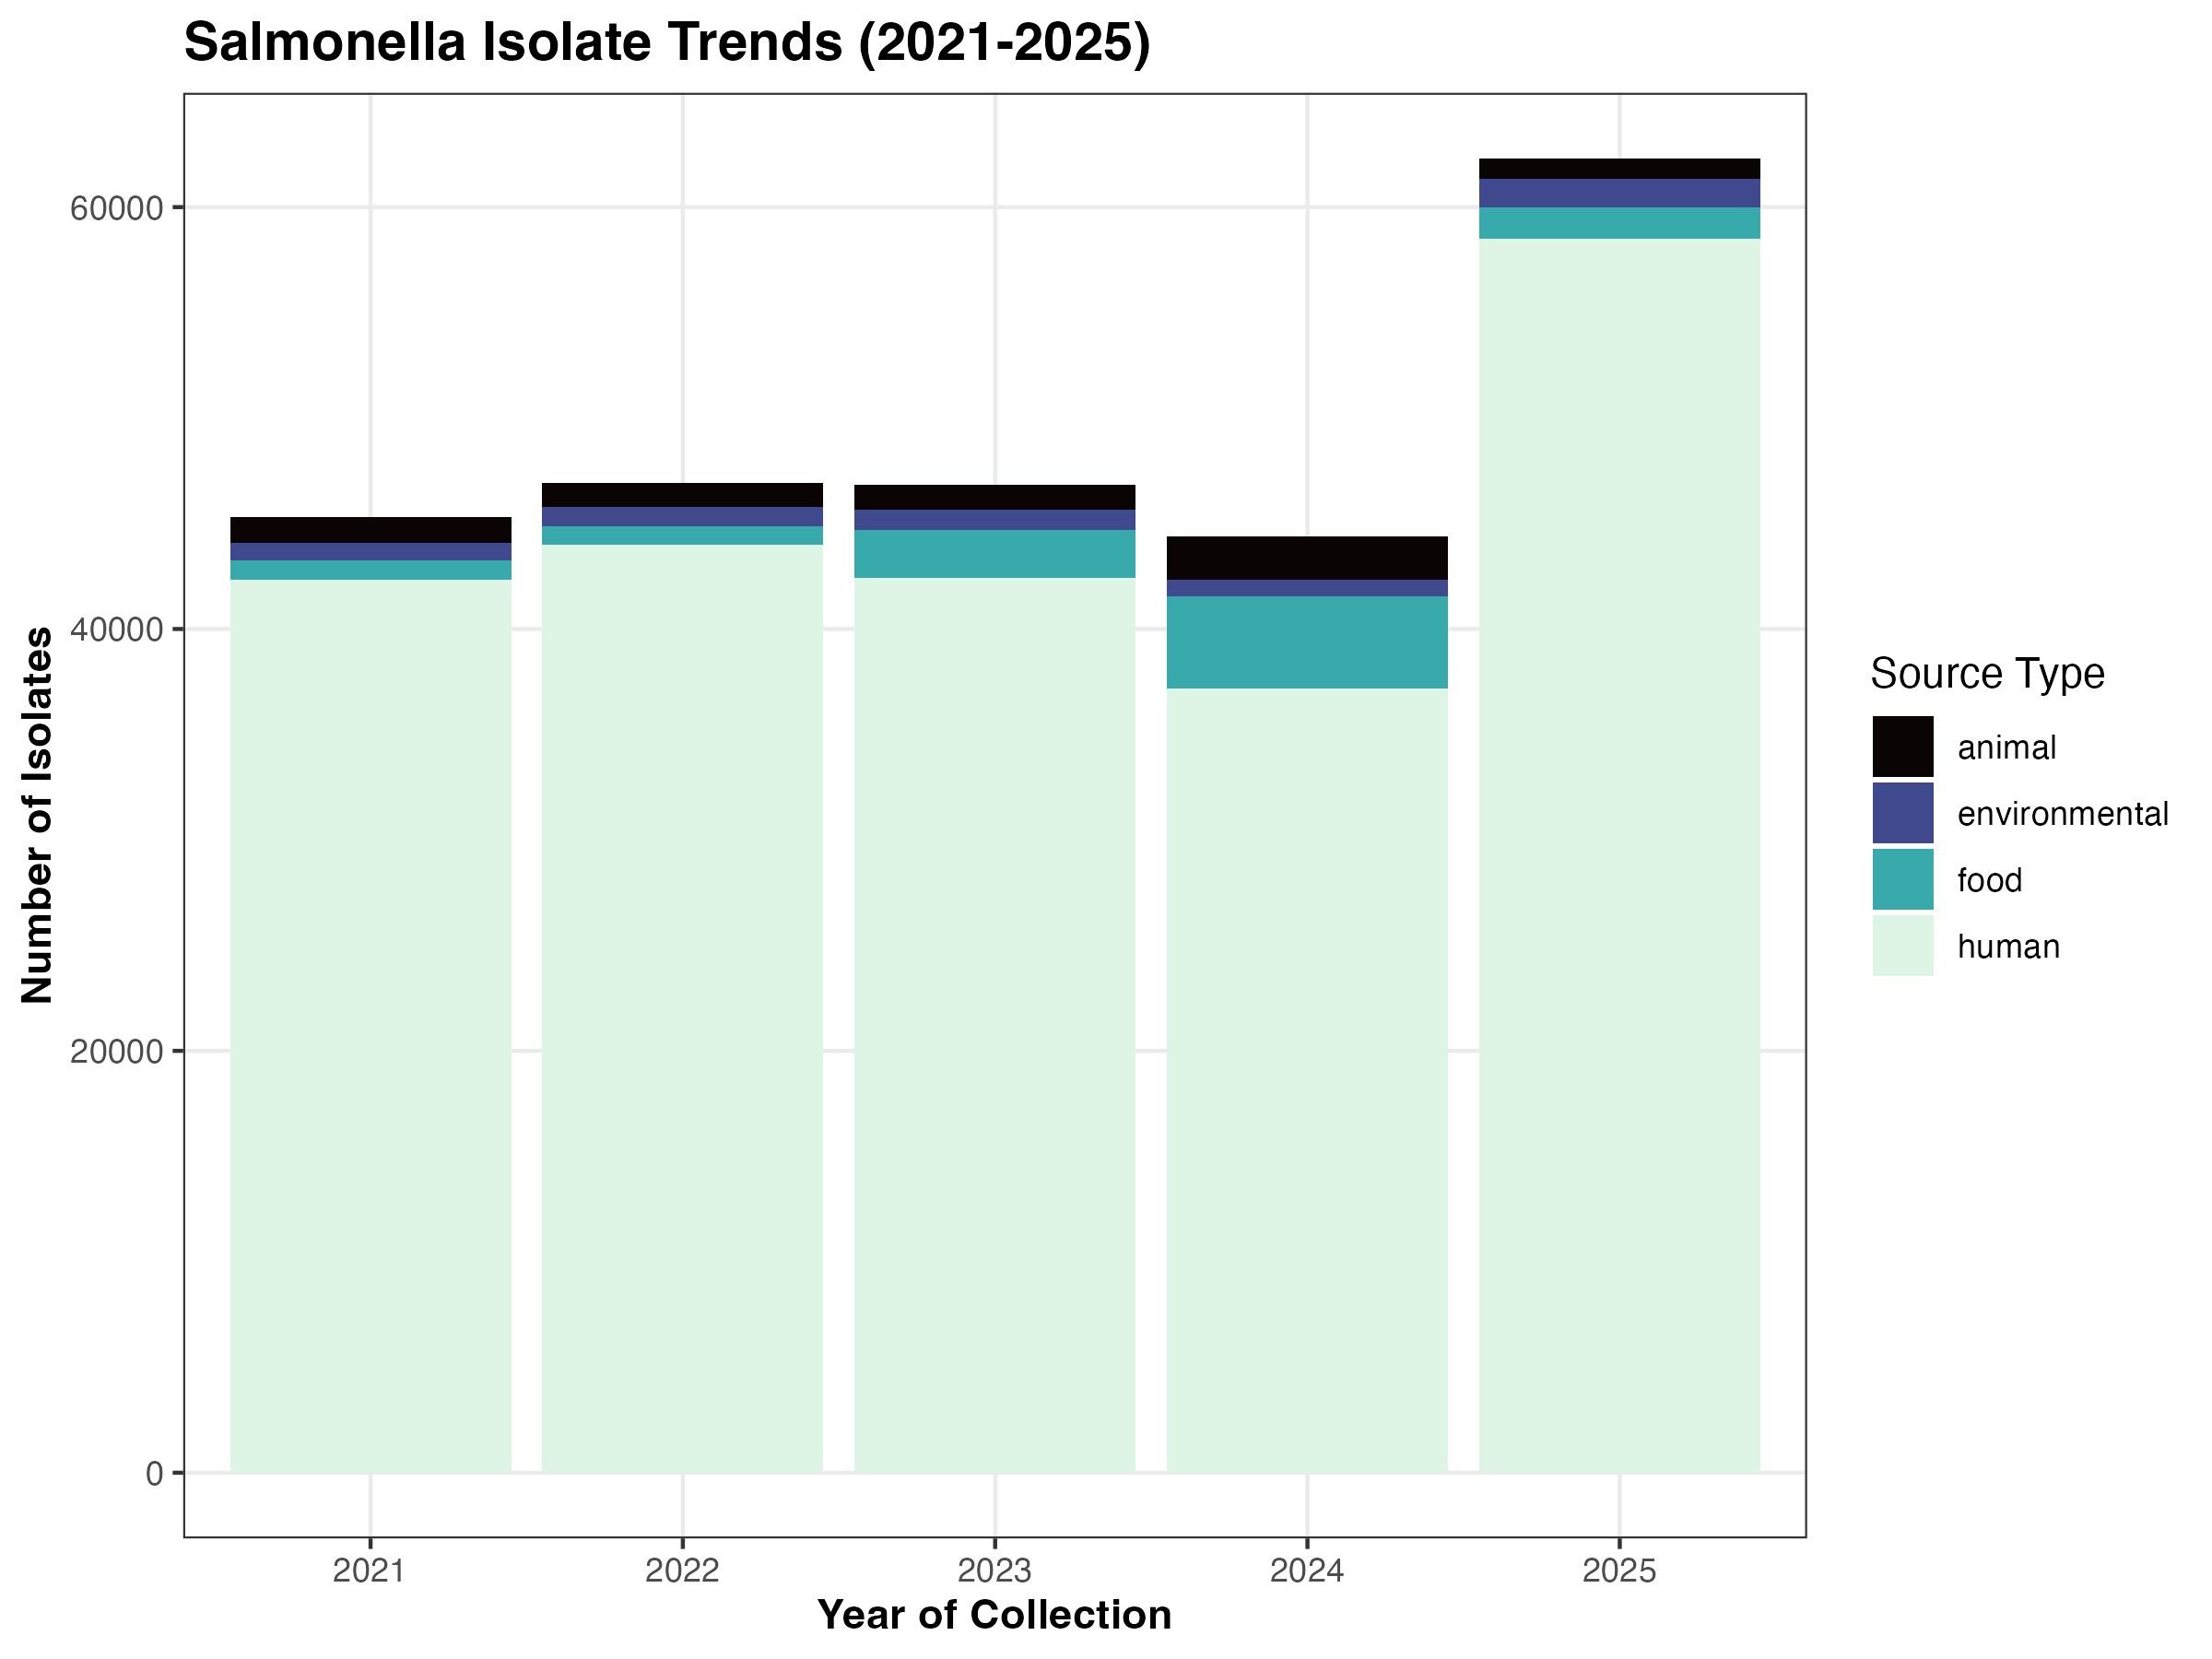 Salmonella Isolate Trends (2021-2025)
Number of Isolates
60000
40000
20000
0
2021
2022
2023
2024
2025
Year of Collection
Source Type
animal
environmental
food
human